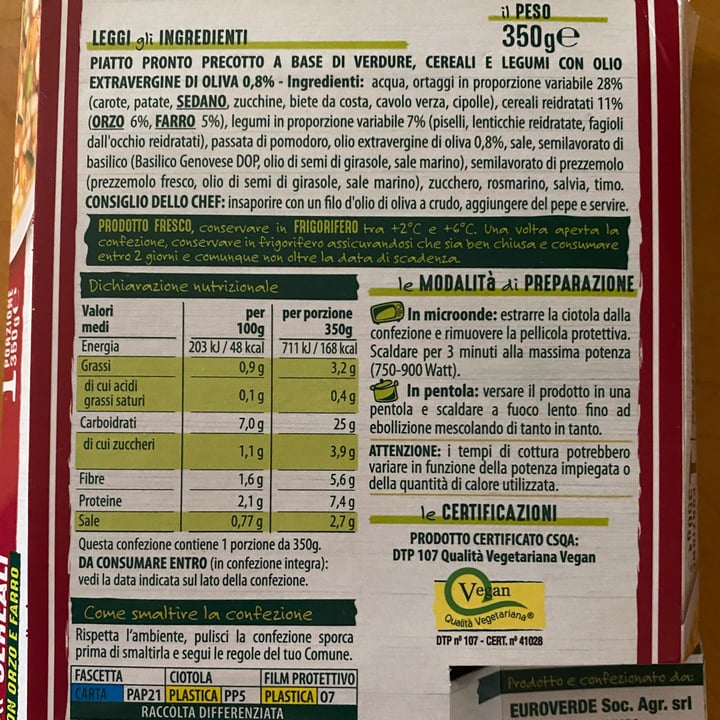 il PESO
350g℮
LEGGI gli INGREDIENTI
PIATTO PRONTO PRECOTTO A BASE DI VERDURE, CEREALI E LEGUMI CON OLIO
EXTRAVERGINE DI OLIVA 0,8% - Ingredienti: acqua, ortaggi in proporzione variabile 28%
(carote, patate, SEDANO, zucchine, biete da costa, cavolo verza, cipolle), cereali reidratati 11%
(ORZO 6%, FARRO 5%), legumi in proporzione variabile 7% (piselli, lenticchie reidratate, fagioli
dall'occhio reidratati), passata di pomodoro, olio extravergine di oliva 0,8%, sale, semilavorato di
basilico (Basilico Genovese DOP, olio di semi di girasole, sale marino), semilavorato di prezzemolo
(prezzemolo fresco, olio di semi di girasole, sale marino), zucchero, rosmarino, salvia, timo.
CONSIGLIO DELLO CHEF: insaporire con un filo d'olio di oliva a crudo, aggiungere del pepe e servire.
PRODOTTO FRESCO, conservare in FRIGORIFERO tra +2°C e +6°C. Una volta aperta la
confezione, conservare in frigorifero assicurandosi che sia ben chiusa e consumare
entro 2 giorni e comunque non oltre la data di scadenza.
Dichiarazione nutrizionale
Valori medi per 100g per porzione 350g
Energia 203 kJ / 48 kcal 711 kJ / 168 kcal
Grassi 0,9 g 3,2 g
di cui acidi
grassi saturi 0,1 g 0,4 g
Carboidrati 7,0 g 25 g
di cui zuccheri 1,1 g 3,9 g
Fibre 1,6 g 5,6 g
Proteine 2,1 g 7,4 g
Sale 0,77 g 2,7 g
Questa confezione contiene 1 porzione da 350g.
DA CONSUMARE ENTRO (in confezione integra):
vedi la data indicata sul lato della confezione.
Come smaltire la confezione
Rispetta l'ambiente, pulisci la confezione sporca
prima di smaltirla e segui le regole del tuo Comune.
FASCETTA CIOTOLA FILM PROTETTIVO
CARTA PAP21 PLASTICA PP5 PLASTICA 07
RACCOLTA DIFFERENZIATA
le MODALITÀ di PREPARAZIONE
In microonde: estrarre la ciotola dalla
confezione e rimuovere la pellicola protettiva.
Scaldare per 3 minuti alla massima potenza
(750-900 Watt).
In pentola: versare il prodotto in una
pentola e scaldare a fuoco lento fino ad
ebollizione mescolando di tanto in tanto.
ATTENZIONE: i tempi di cottura potrebbero
variare in funzione della potenza impiegata o
della quantità di calore utilizzata.
le CERTIFICAZIONI
PRODOTTO CERTIFICATO CSQA:
DTP 107 Qualità Vegetariana Vegan
Vegan
Qualità Vegetariana®
DTP n° 107 - CERT. n° 41028
Prodotto e confezionato da:
EUROVERDE Soc. Agr. srl
1 PORZIONE
350g℮
CEREALI
ON ORZO E FARRO